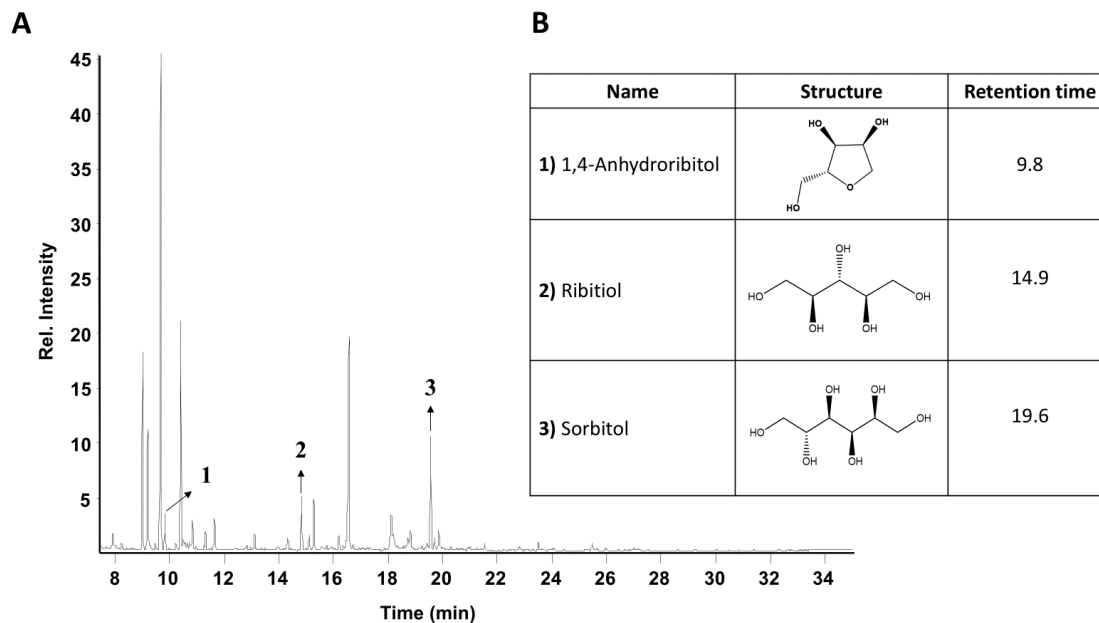 A
B
45
40
35
30
25
20
15
10
5
Rel. Intensity
1
2
3
8 10 12 14 16 18 20 22 24 26 28 30 32 34
Time (min)
Name Structure Retention time
1) 1,4-Anhydroribitol
HO
OH
O
HO
9.8
2) Ribitiol
OH
HO
OH
OH
OH
14.9
3) Sorbitol
OH
OH
HO
OH
OH
OH
19.6